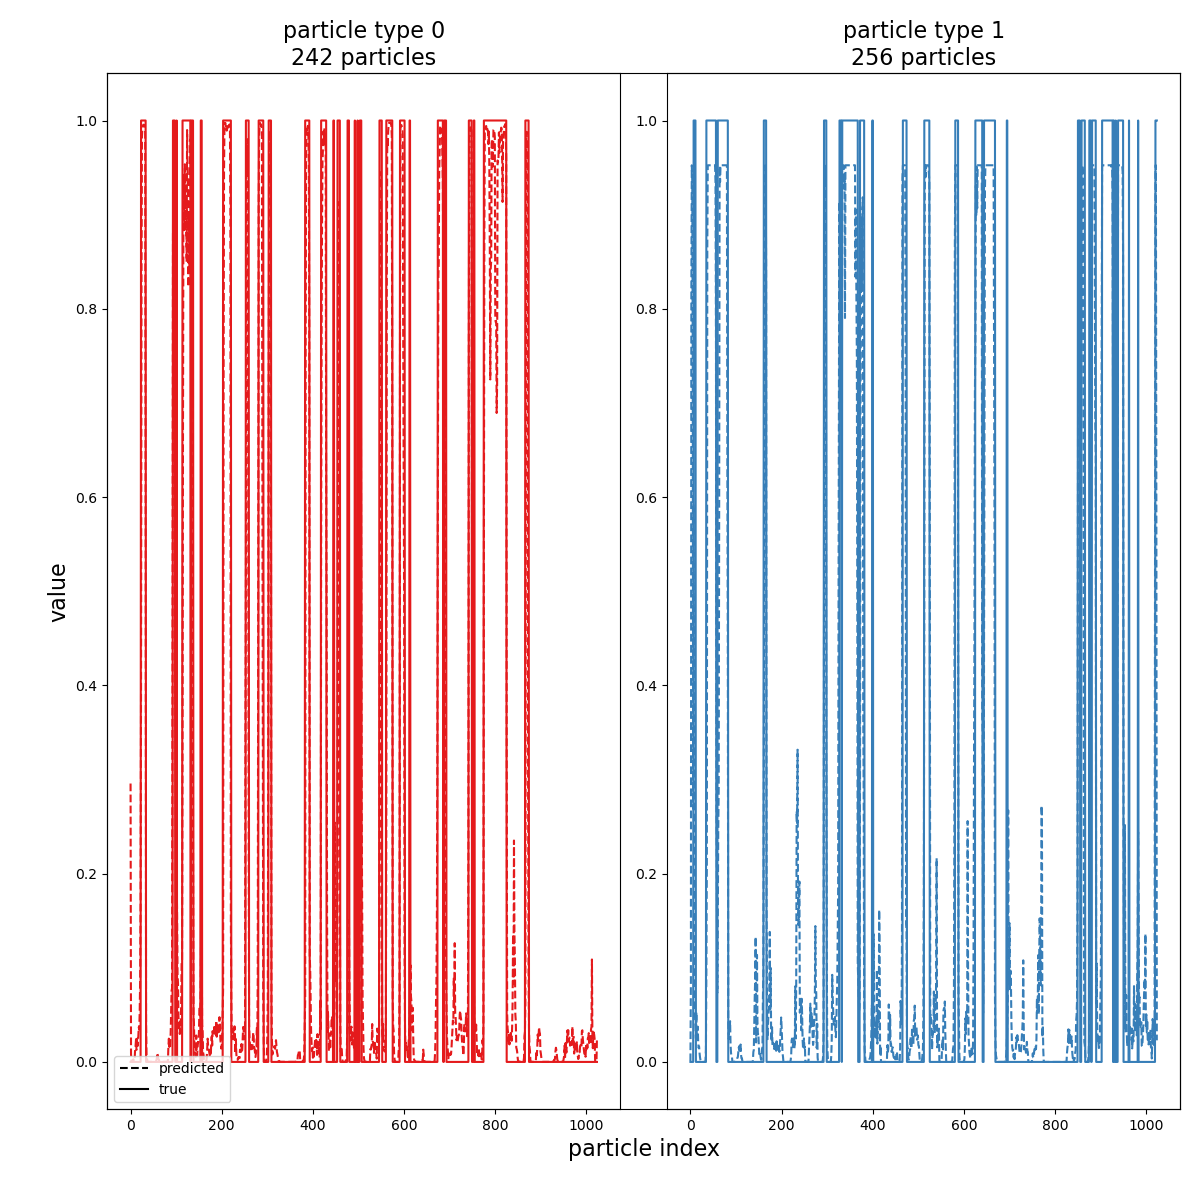 particle type 0
242 particles
particle type 1
256 particles
1.0
0.8
0.6
0.4
0.2
0.0
1.0
0.8
0.6
0.4
0.2
0.0
value
predicted
true
0 200 400 600 800 1000
0 200 400 600 800 1000
particle index